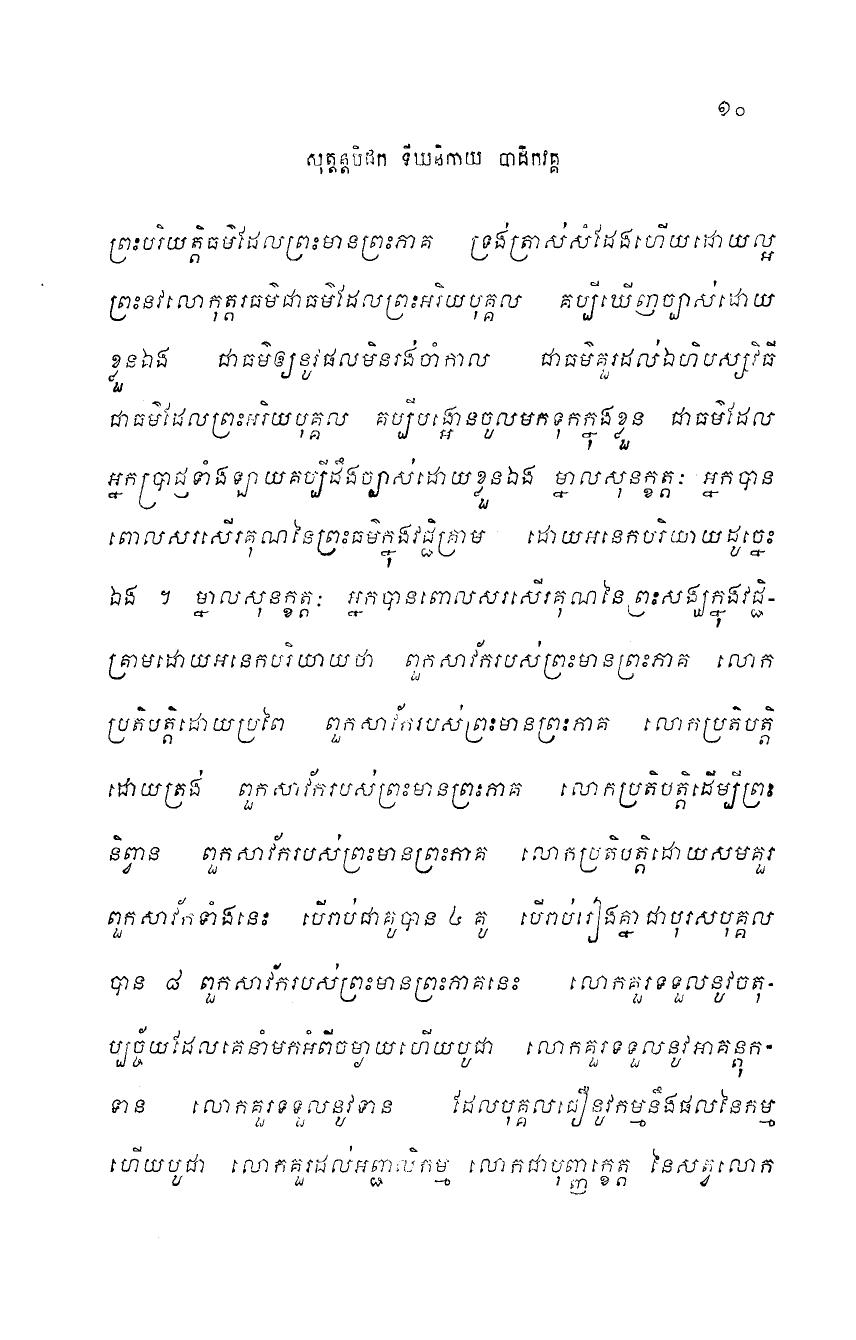 ១០
សុត្តន្តបិដក ទីឃនិកាយ បាដិកវគ្គ
ព្រះបរិយត្តិធម៌ដែលព្រះមានព្រះភាគ ទ្រង់ត្រាស់សំដែងហើយដោយល្អ
ព្រះនវលោកុត្តរធម៌ជាធម៌ដែលព្រះអរិយបុគ្គល គប្បីឃើញច្បាស់ដោយ
ខ្លួនឯង ជាធម៌ឲ្យនូវផលមិនរង់ចាំកាល ជាធម៌គួរដល់ឯហិបស្សវិធី
ជាធម៌ដែលព្រះអរិយបុគ្គល គប្បីបង្អោនចូលមកទុកក្នុងខ្លួន ជាធម៌ដែល
អ្នកប្រាជ្ញទាំងឡាយគប្បីដឹងច្បាស់ដោយខ្លួនឯង ម្នាលសុនក្ខត្តៈ អ្នកបាន
ពោលសរសើរគុណនៃព្រះធម៌ក្នុងវជ្ជិគ្រាម ដោយអនេកបរិយាយដូច្នេះ
ឯង ។ ម្នាលសុនក្ខត្តៈ អ្នកបានពោលសរសើរគុណនៃព្រះសង្ឃក្នុងវជ្ជិ-
គ្រាមដោយអនេកបរិយាយថា ពួកសាវ័ករបស់ព្រះមានព្រះភាគ លោក
ប្រតិបត្តិដោយប្រពៃ ពួកសាវ័ករបស់ព្រះមានព្រះភាគ លោកប្រតិបត្តិ
ដោយត្រង់ ពួកសាវ័ករបស់ព្រះមានព្រះភាគ លោកប្រតិបត្តិដើម្បីព្រះ
និព្វាន ពួកសាវ័ករបស់ព្រះមានព្រះភាគ លោកប្រតិបត្តិដោយសមគួរ
ពួកសាវ័កទាំងនេះ បើរាប់ជាគូបាន ៤ គូ បើរាប់រៀងគ្នាជាបុរសបុគ្គល
បាន ៨ ពួកសាវ័ករបស់ព្រះមានព្រះភាគនេះ លោកគួរទទួលនូវចតុ-
ប្បច្ច័យដែលគេនាំមកអំពីចម្ងាយហើយបូជា លោកគួរទទួលនូវអាគន្តុក-
ទាន លោកគួរទទួលនូវទាន ដែលបុគ្គលជឿនូវកម្មនឹងផលនៃកម្ម
ហើយបូជា លោកគួរដល់អញ្ជលិកម្ម លោកជាបុញ្ញក្ខេត្ត នៃសត្វលោក